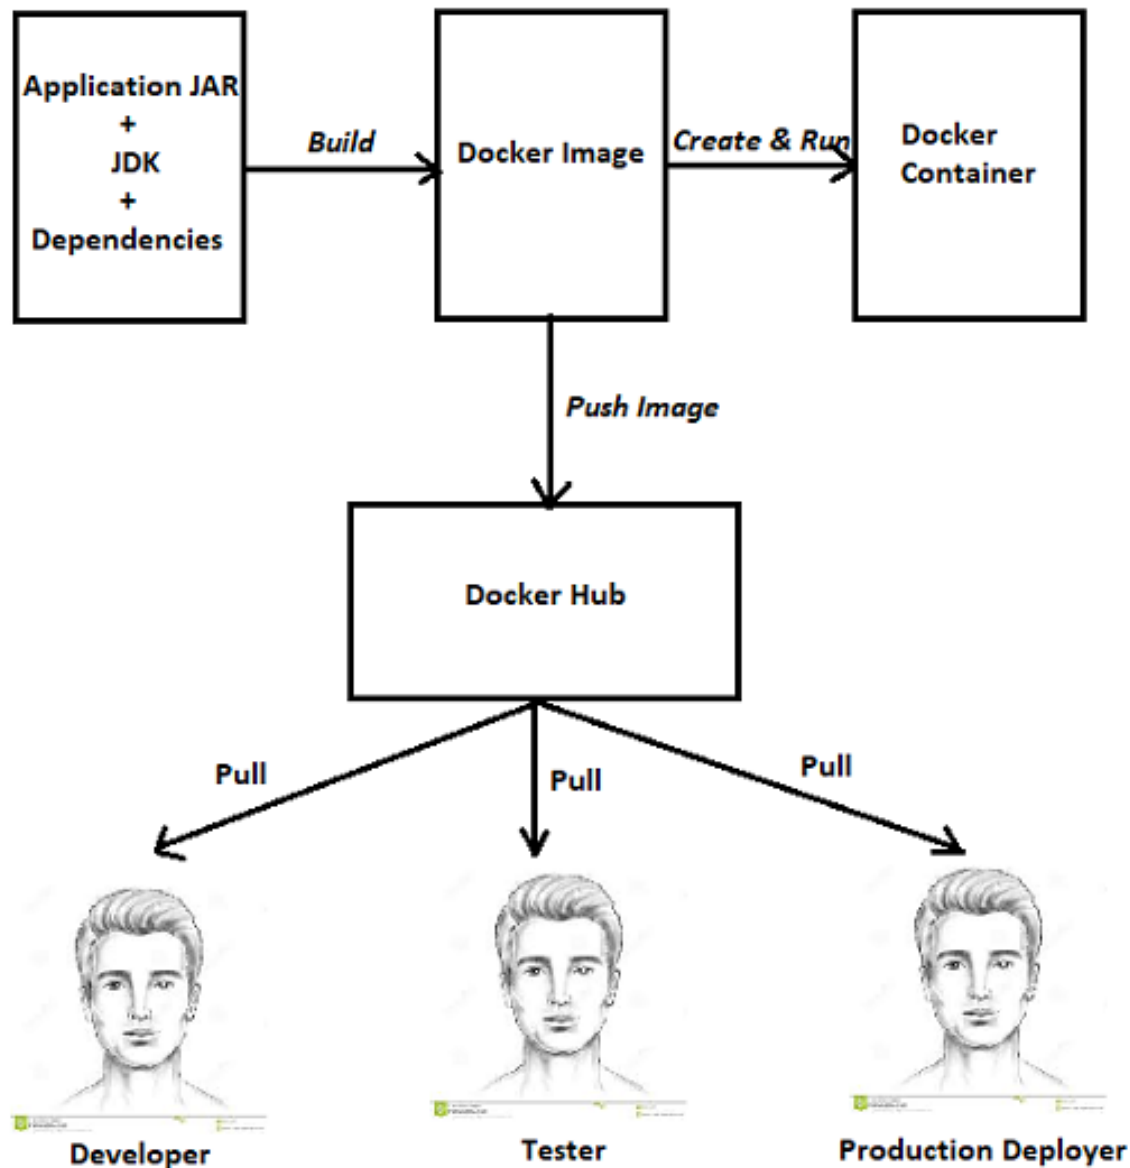 Application JAR
+
JDK
+
Dependencies
Build
Docker Image
Create & Run
Docker
Container
Push Image
Docker Hub
Pull
Pull
Pull
Developer
Tester
Production Deployer